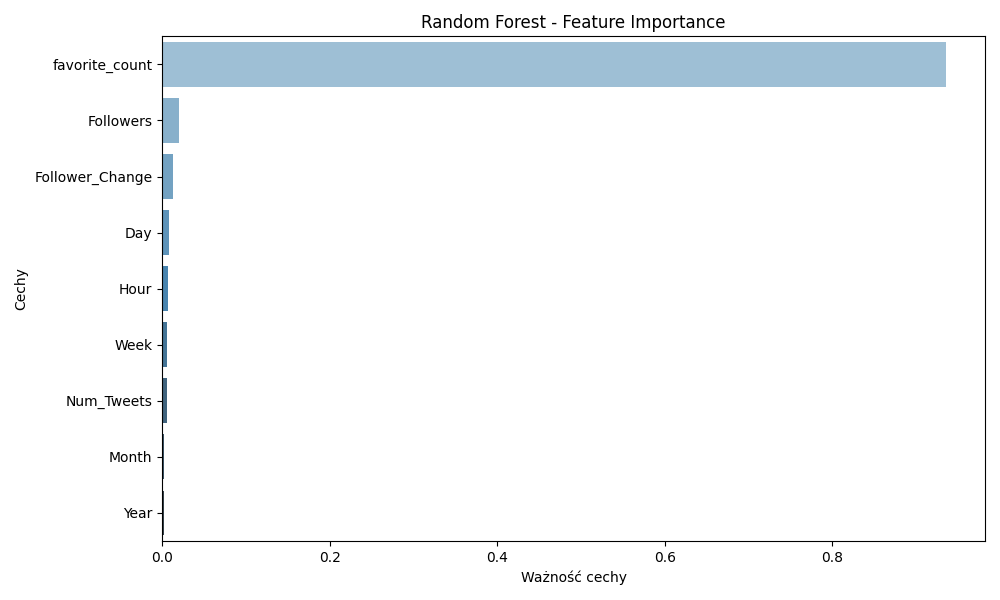 Random Forest - Feature Importance
Cechy
favorite_count
Followers
Follower_Change
Day
Hour
Week
Num_Tweets
Month
Year
0.0 0.2 0.4 0.6 0.8
Ważność cechy